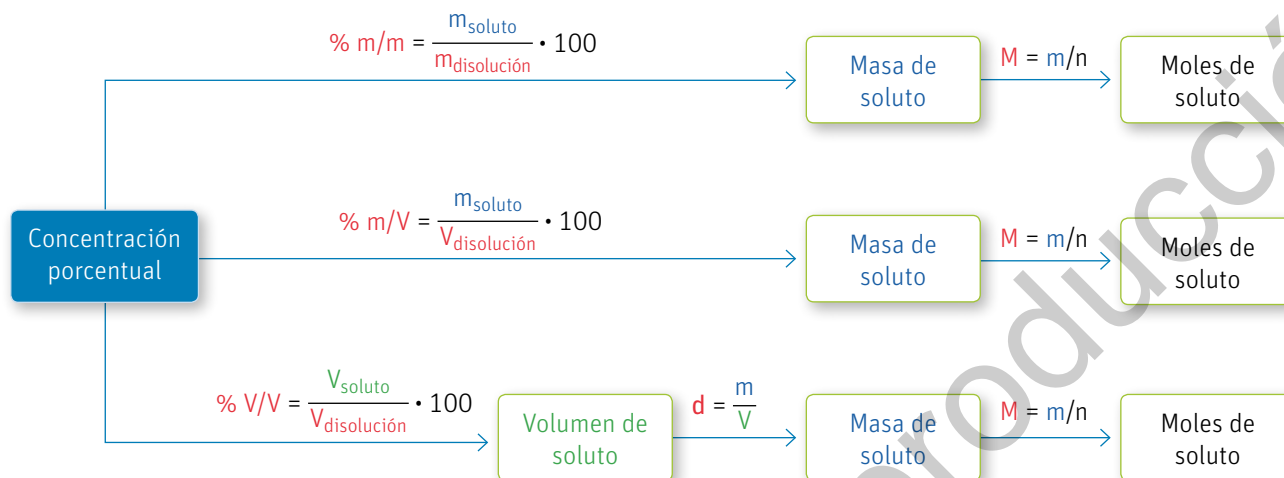 % m/m = m_soluto / m_disolución • 100
Masa de
soluto
M = m/n
Moles de
soluto
Concentración
porcentual
% m/V = m_soluto / V_disolución • 100
Masa de
soluto
M = m/n
Moles de
soluto
% V/V = V_soluto / V_disolución • 100
Volumen de
soluto
d = m / V
Masa de
soluto
M = m/n
Moles de
soluto